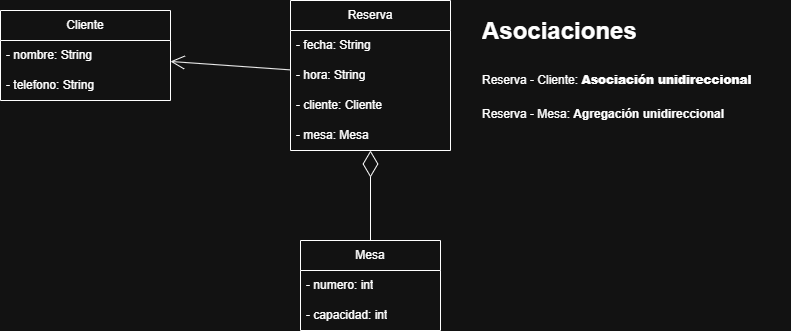 Cliente
- nombre: String
- telefono: String
Reserva
- fecha: String
- hora: String
- cliente: Cliente
- mesa: Mesa
Mesa
- numero: int
- capacidad: int
Asociaciones
Reserva - Cliente: Asociación unidireccional
Reserva - Mesa: Agregación unidireccional